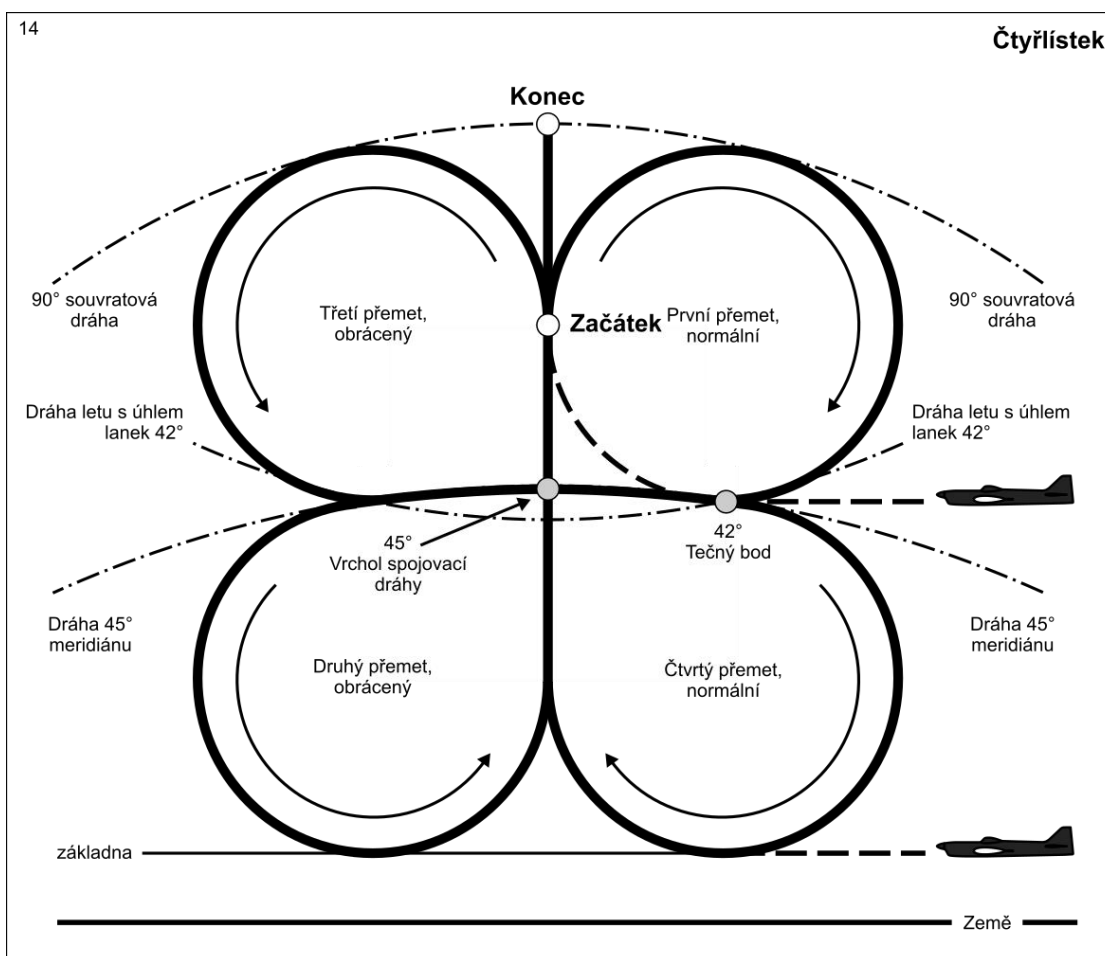 14
Čtyřlístek
Konec
90° souvratová
dráha
Třetí přemet,
obrácený
Začátek
První přemet,
normální
90° souvratová
dráha
Dráha letu s úhlem
lanek 42°
Dráha letu s úhlem
lanek 42°
45°
Vrchol spojovací
dráhy
42°
Tečný bod
Dráha 45°
meridiánu
Dráha 45°
meridiánu
Druhý přemet,
obrácený
Čtvrtý přemet,
normální
základna
Země